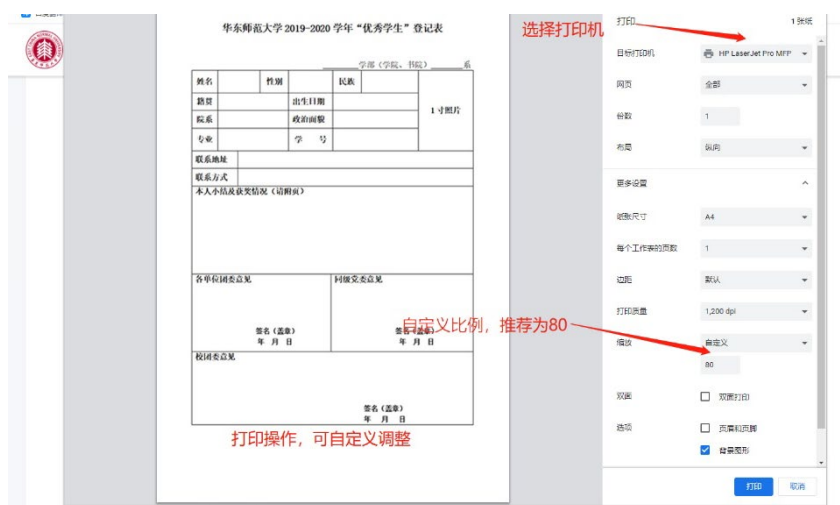 华东师范大学 2019-2020 学年“优秀学生”登记表
学部（学院、书院）_____系
姓名 性别 民族
籍贯 出生日期
1 寸照片
院系 政治面貌
专业 学 号
联系地址
联系方式
本人小结及获奖情况（请附页）
各单位团委意见 同级党委意见
签名（盖章） 签名（盖章）
年 月 日 年 月 日
校团委意见
签名（盖章）
年 月 日
打印操作，可自定义调整
选择打印机
自定义比例，推荐为80
打印 1 张纸
目标打印机 HP LaserJet Pro MFP
网页 全部
份数 1
布局 纵向
更多设置
纸张尺寸 A4
每个工作表的页数 1
边距 默认
打印质量 1,200 dpi
缩放 自定义
80
双面 双面打印
选项 页眉和页脚
背景图形
打印 取消